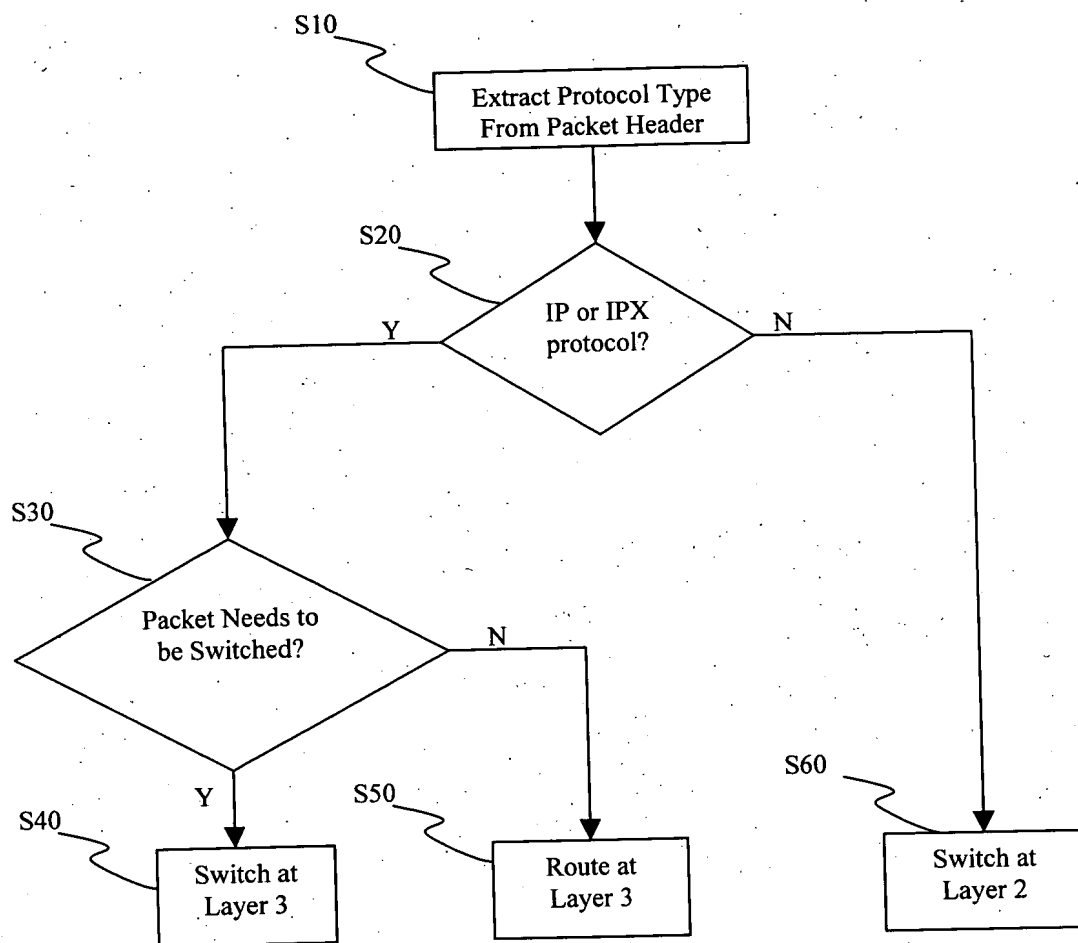 S10
Extract Protocol Type
From Packet Header
S20
IP or IPX
protocol?
Y
N
S30
Packet Needs to
be Switched?
N
Y
S40
Switch at
Layer 3
S50
Route at
Layer 3
S60
Switch at
Layer 2